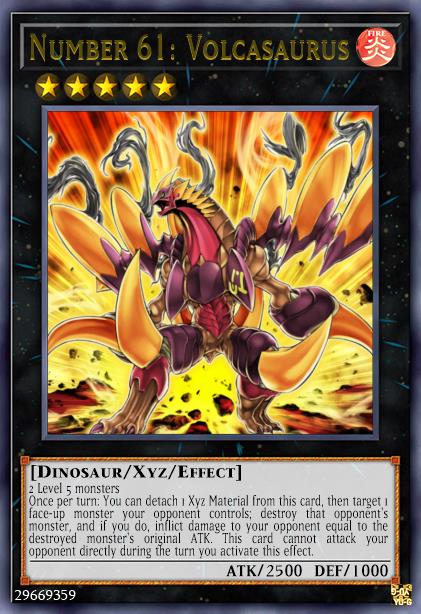 Number 61: Volcasaurus
FIRE
炎
61
[Dinosaur/Xyz/Effect]
2 Level 5 monsters
Once per turn: You can detach 1 Xyz Material from this card, then target 1
face-up monster your opponent controls; destroy that opponent's
monster, and if you do, inflict damage to your opponent equal to the
destroyed monster's original ATK. This card cannot attack your
opponent directly during the turn you activate this effect.
ATK/2500 DEF/1000
29669359